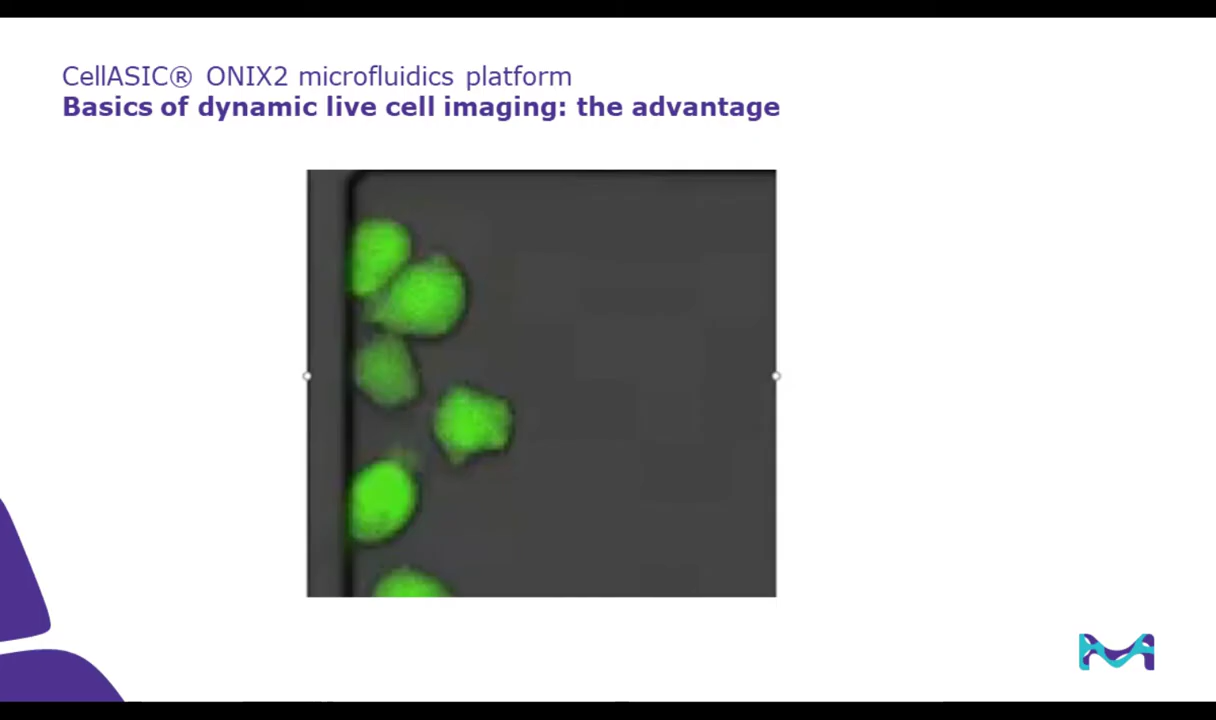 CellASIC® ONIX2 microfluidics platform
Basics of dynamic live cell imaging: the advantage